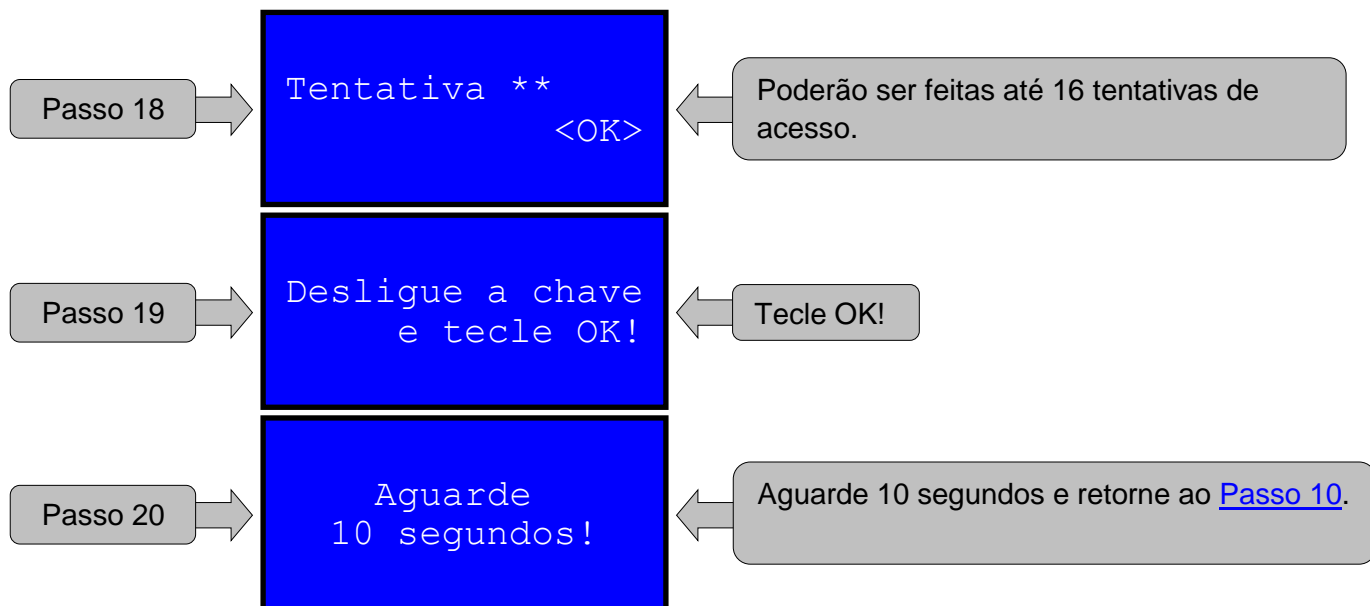 Passo 18
Tentativa **
<OK>
Poderão ser feitas até 16 tentativas de
acesso.
Passo 19
Desligue a chave
e tecle OK!
Tecle OK!
Passo 20
Aguarde
10 segundos!
Aguarde 10 segundos e retorne ao Passo 10.